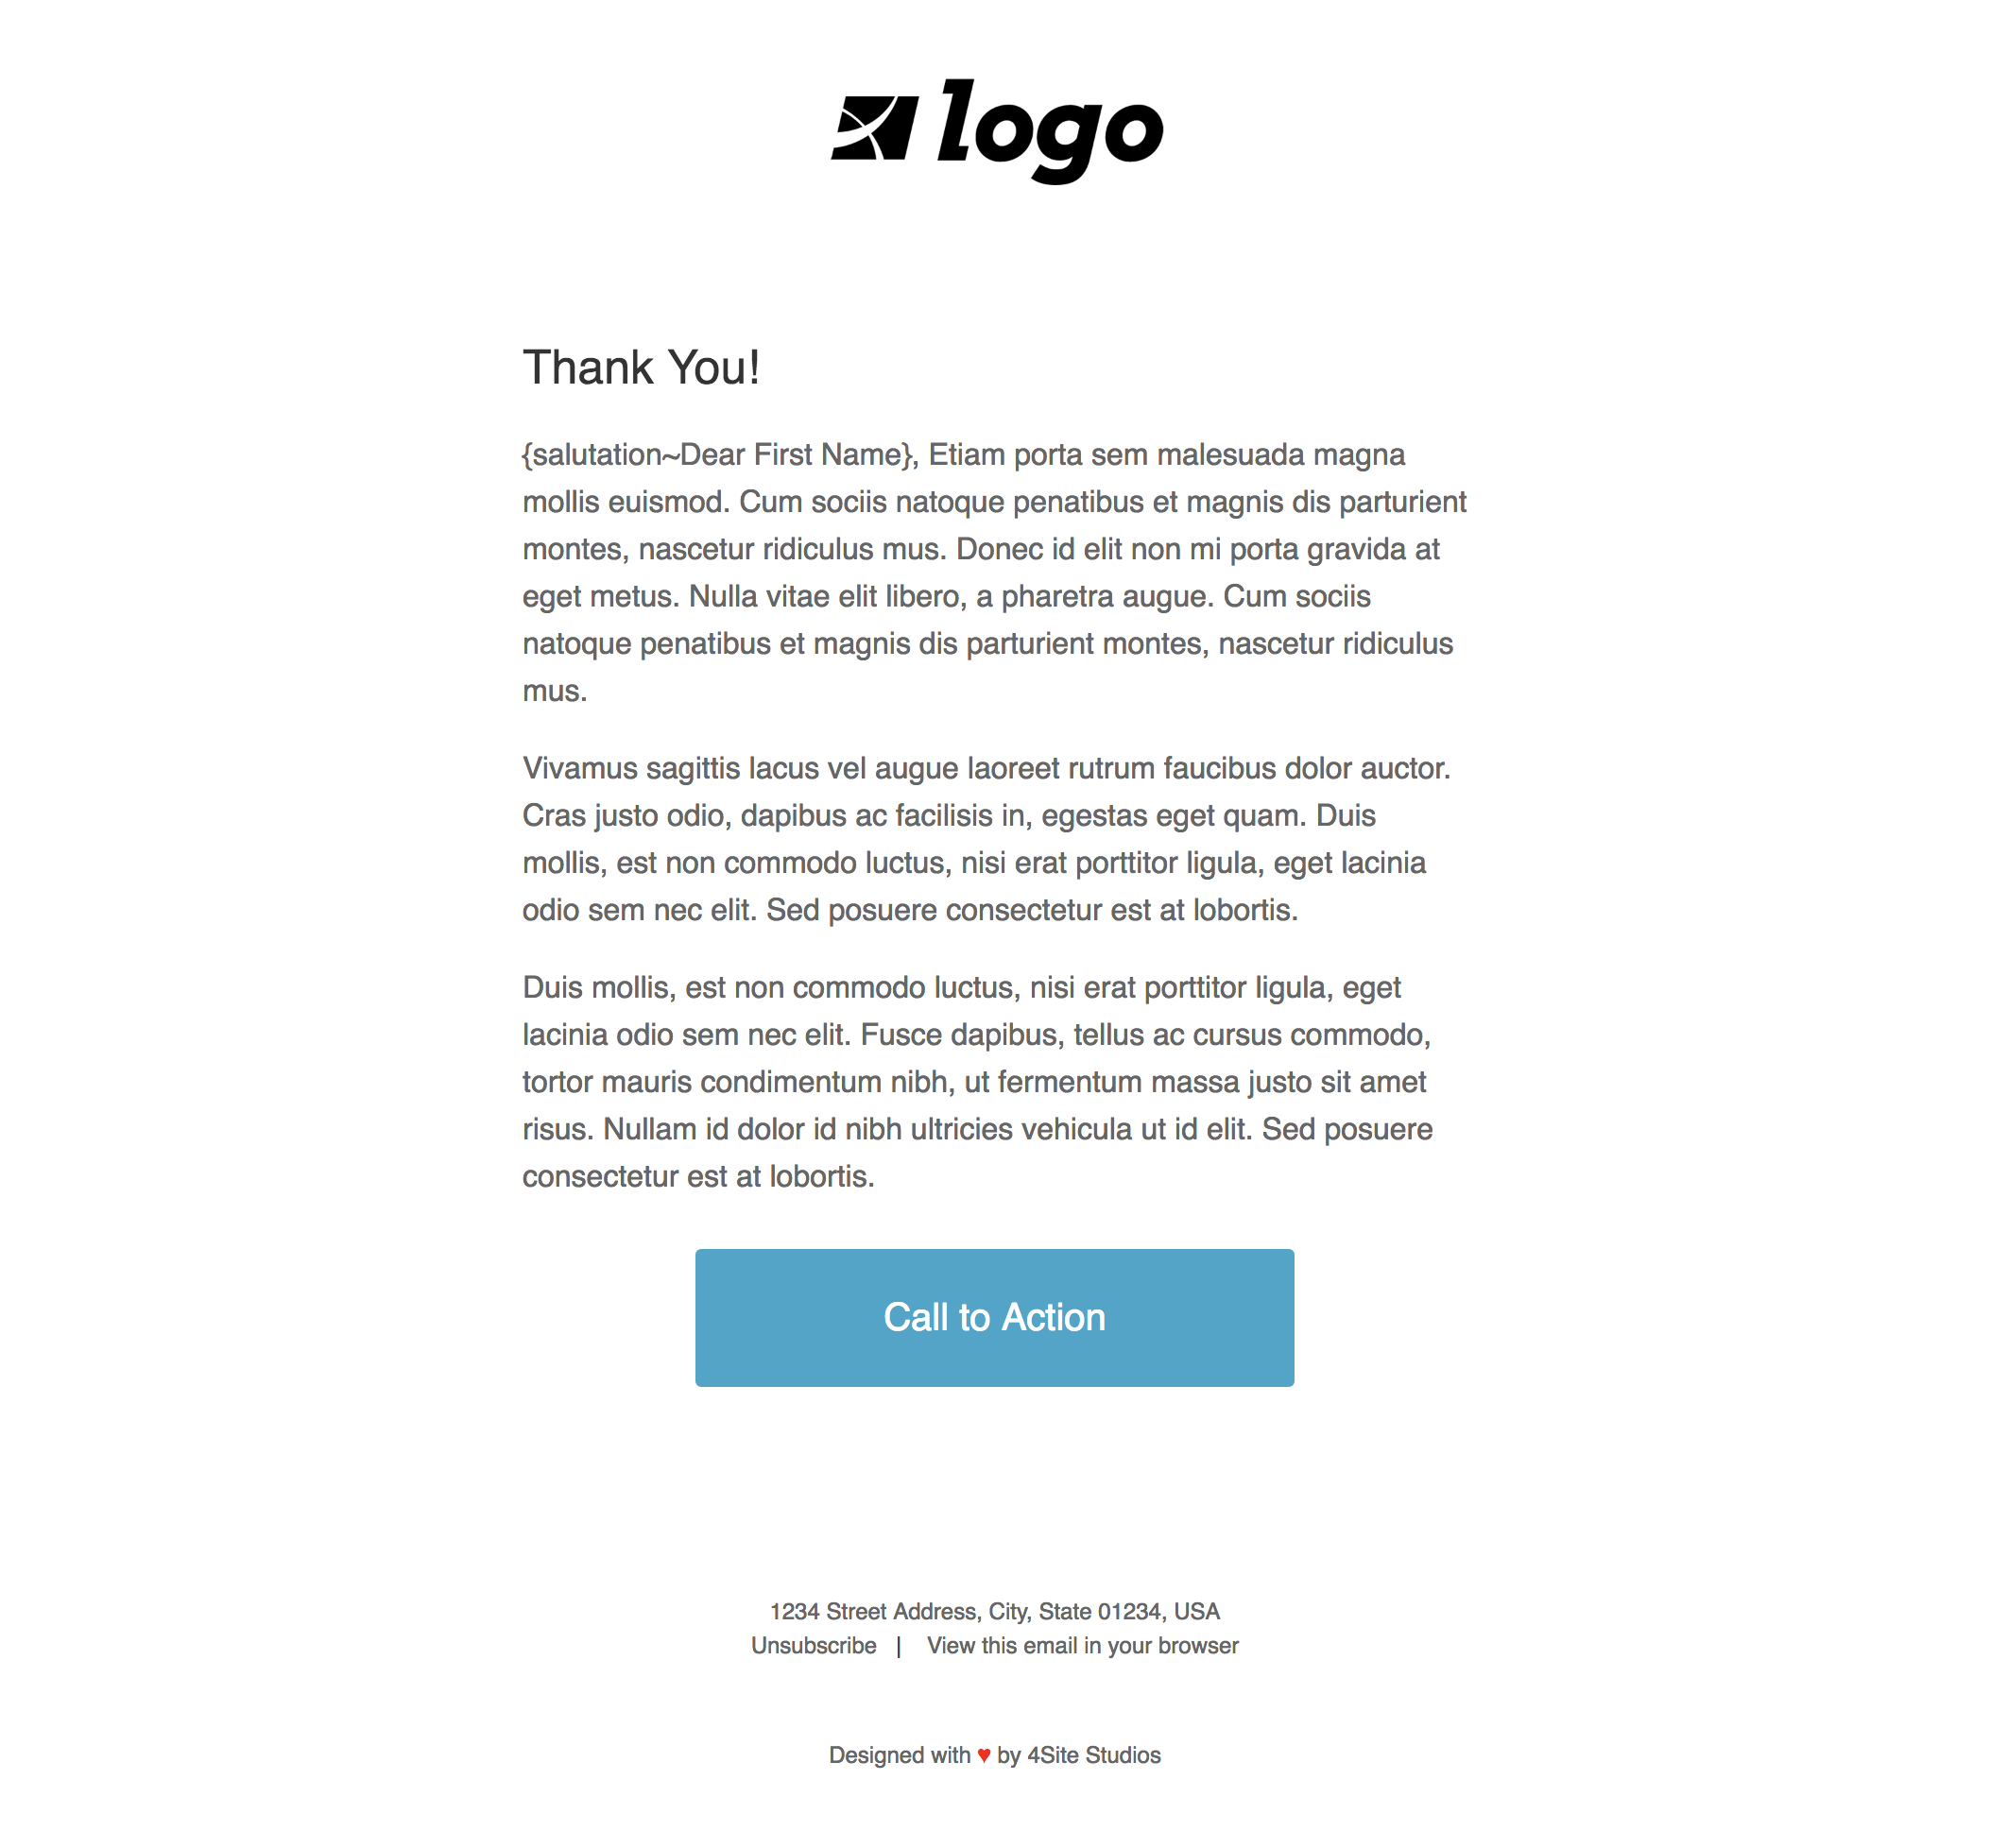 logo
Thank You!
{salutation~Dear First Name}, Etiam porta sem malesuada magna
mollis euismod. Cum sociis natoque penatibus et magnis dis parturient
montes, nascetur ridiculus mus. Donec id elit non mi porta gravida at
eget metus. Nulla vitae elit libero, a pharetra augue. Cum sociis
natoque penatibus et magnis dis parturient montes, nascetur ridiculus
mus.
Vivamus sagittis lacus vel augue laoreet rutrum faucibus dolor auctor.
Cras justo odio, dapibus ac facilisis in, egestas eget quam. Duis
mollis, est non commodo luctus, nisi erat porttitor ligula, eget lacinia
odio sem nec elit. Sed posuere consectetur est at lobortis.
Duis mollis, est non commodo luctus, nisi erat porttitor ligula, eget
lacinia odio sem nec elit. Fusce dapibus, tellus ac cursus commodo,
tortor mauris condimentum nibh, ut fermentum massa justo sit amet
risus. Nullam id dolor id nibh ultricies vehicula ut id elit. Sed posuere
consectetur est at lobortis.
Call to Action
1234 Street Address, City, State 01234, USA
Unsubscribe | View this email in your browser
Designed with ♥ by 4Site Studios